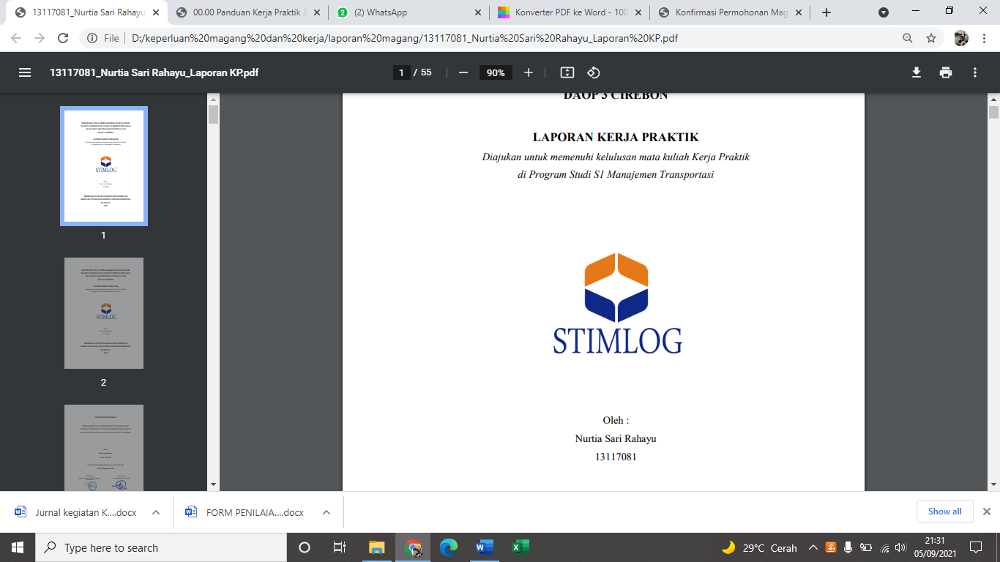 13117081_Nurtia Sari Rahayu
00.00 Panduan Kerja Praktik 2
(2) WhatsApp
Konverter PDF ke Word - 100
Konfirmasi Permohonan Mag
File
D:/keperluan%20magang%20dan%20kerja/laporan%20magang/13117081_Nurtia%20Sari%20Rahayu_Laporan%20KP.pdf
13117081_Nurtia Sari Rahayu_Laporan KP.pdf
1 / 55
90%
DAOP 3 CIREBON
LAPORAN KERJA PRAKTIK
Diajukan untuk memenuhi kelulusan mata kuliah Kerja Praktik
di Program Studi S1 Manajemen Transportasi
STIMLOG
Oleh :
Nurtia Sari Rahayu
13117081
STIMLOG
1
STIMLOG
2
Jurnal kegiatan K....docx
FORM PENILAIA....docx
Show all
Type here to search
29°C Cerah
21:31
05/09/2021